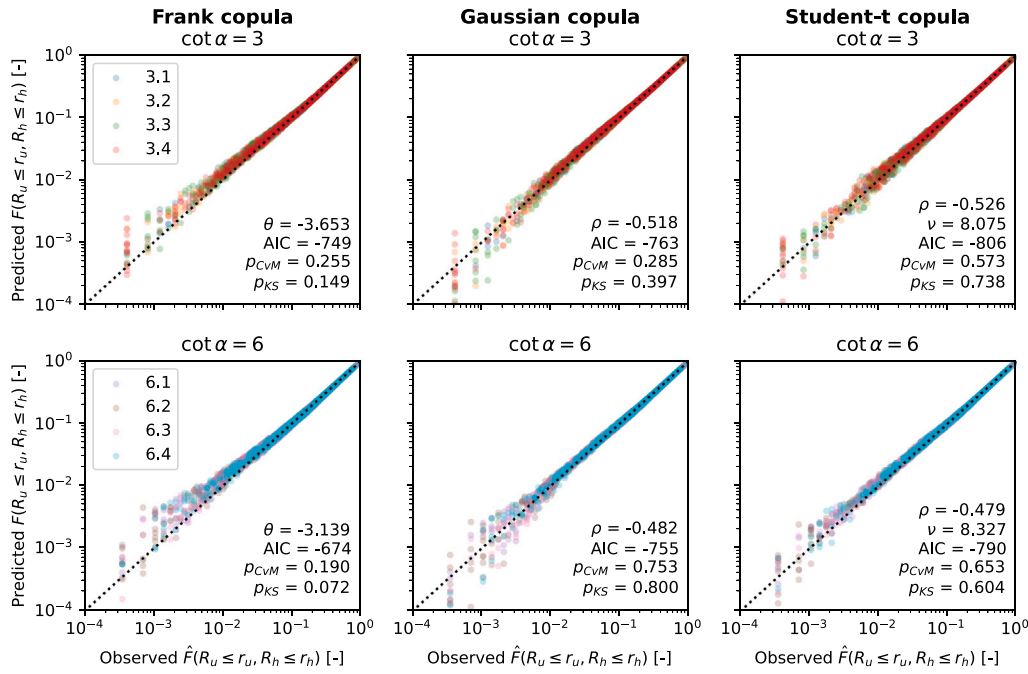 Frank copula
Gaussian copula
Student-t copula
cot α = 3
cot α = 3
cot α = 3
Predicted F(R_u ≤ r_u, R_h ≤ r_h) [-]
10^0
10^-1
10^-2
10^-3
10^-4
3.1
3.2
3.3
3.4
θ = -3.653
AIC = -749
p_CvM = 0.255
p_KS = 0.149
ρ = -0.518
AIC = -763
p_CvM = 0.285
p_KS = 0.397
ρ = -0.526
ν = 8.075
AIC = -806
p_CvM = 0.573
p_KS = 0.738
cot α = 6
cot α = 6
cot α = 6
Predicted F(R_u ≤ r_u, R_h ≤ r_h) [-]
10^0
10^-1
10^-2
10^-3
10^-4
6.1
6.2
6.3
6.4
θ = -3.139
AIC = -674
p_CvM = 0.190
p_KS = 0.072
ρ = -0.482
AIC = -755
p_CvM = 0.753
p_KS = 0.800
ρ = -0.479
ν = 8.327
AIC = -790
p_CvM = 0.653
p_KS = 0.604
10^-4 10^-3 10^-2 10^-1 10^0
10^-4 10^-3 10^-2 10^-1 10^0
10^-4 10^-3 10^-2 10^-1 10^0
Observed F̂(R_u ≤ r_u, R_h ≤ r_h) [-]
Observed F̂(R_u ≤ r_u, R_h ≤ r_h) [-]
Observed F̂(R_u ≤ r_u, R_h ≤ r_h) [-]